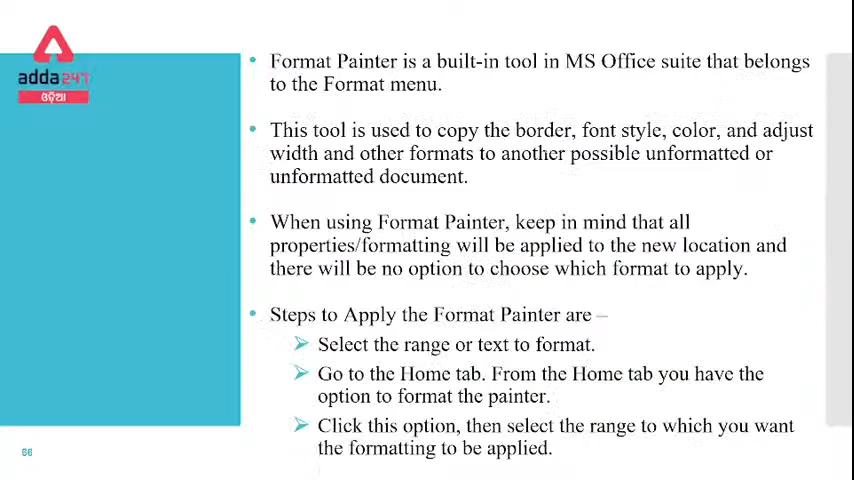 adda247
ଓଡ଼ିଆ
• Format Painter is a built-in tool in MS Office suite that belongs
to the Format menu.
• This tool is used to copy the border, font style, color, and adjust
width and other formats to another possible unformatted or
unformatted document.
• When using Format Painter, keep in mind that all
properties/formatting will be applied to the new location and
there will be no option to choose which format to apply.
• Steps to Apply the Format Painter are –
➢ Select the range or text to format.
➢ Go to the Home tab. From the Home tab you have the
option to format the painter.
➢ Click this option, then select the range to which you want
the formatting to be applied.
66